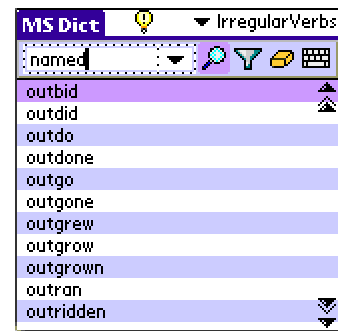 MS Dict IrregularVerbs
named
outbid
outdid
outdo
outdone
outgo
outgone
outgrew
outgrow
outgrown
outran
outridden